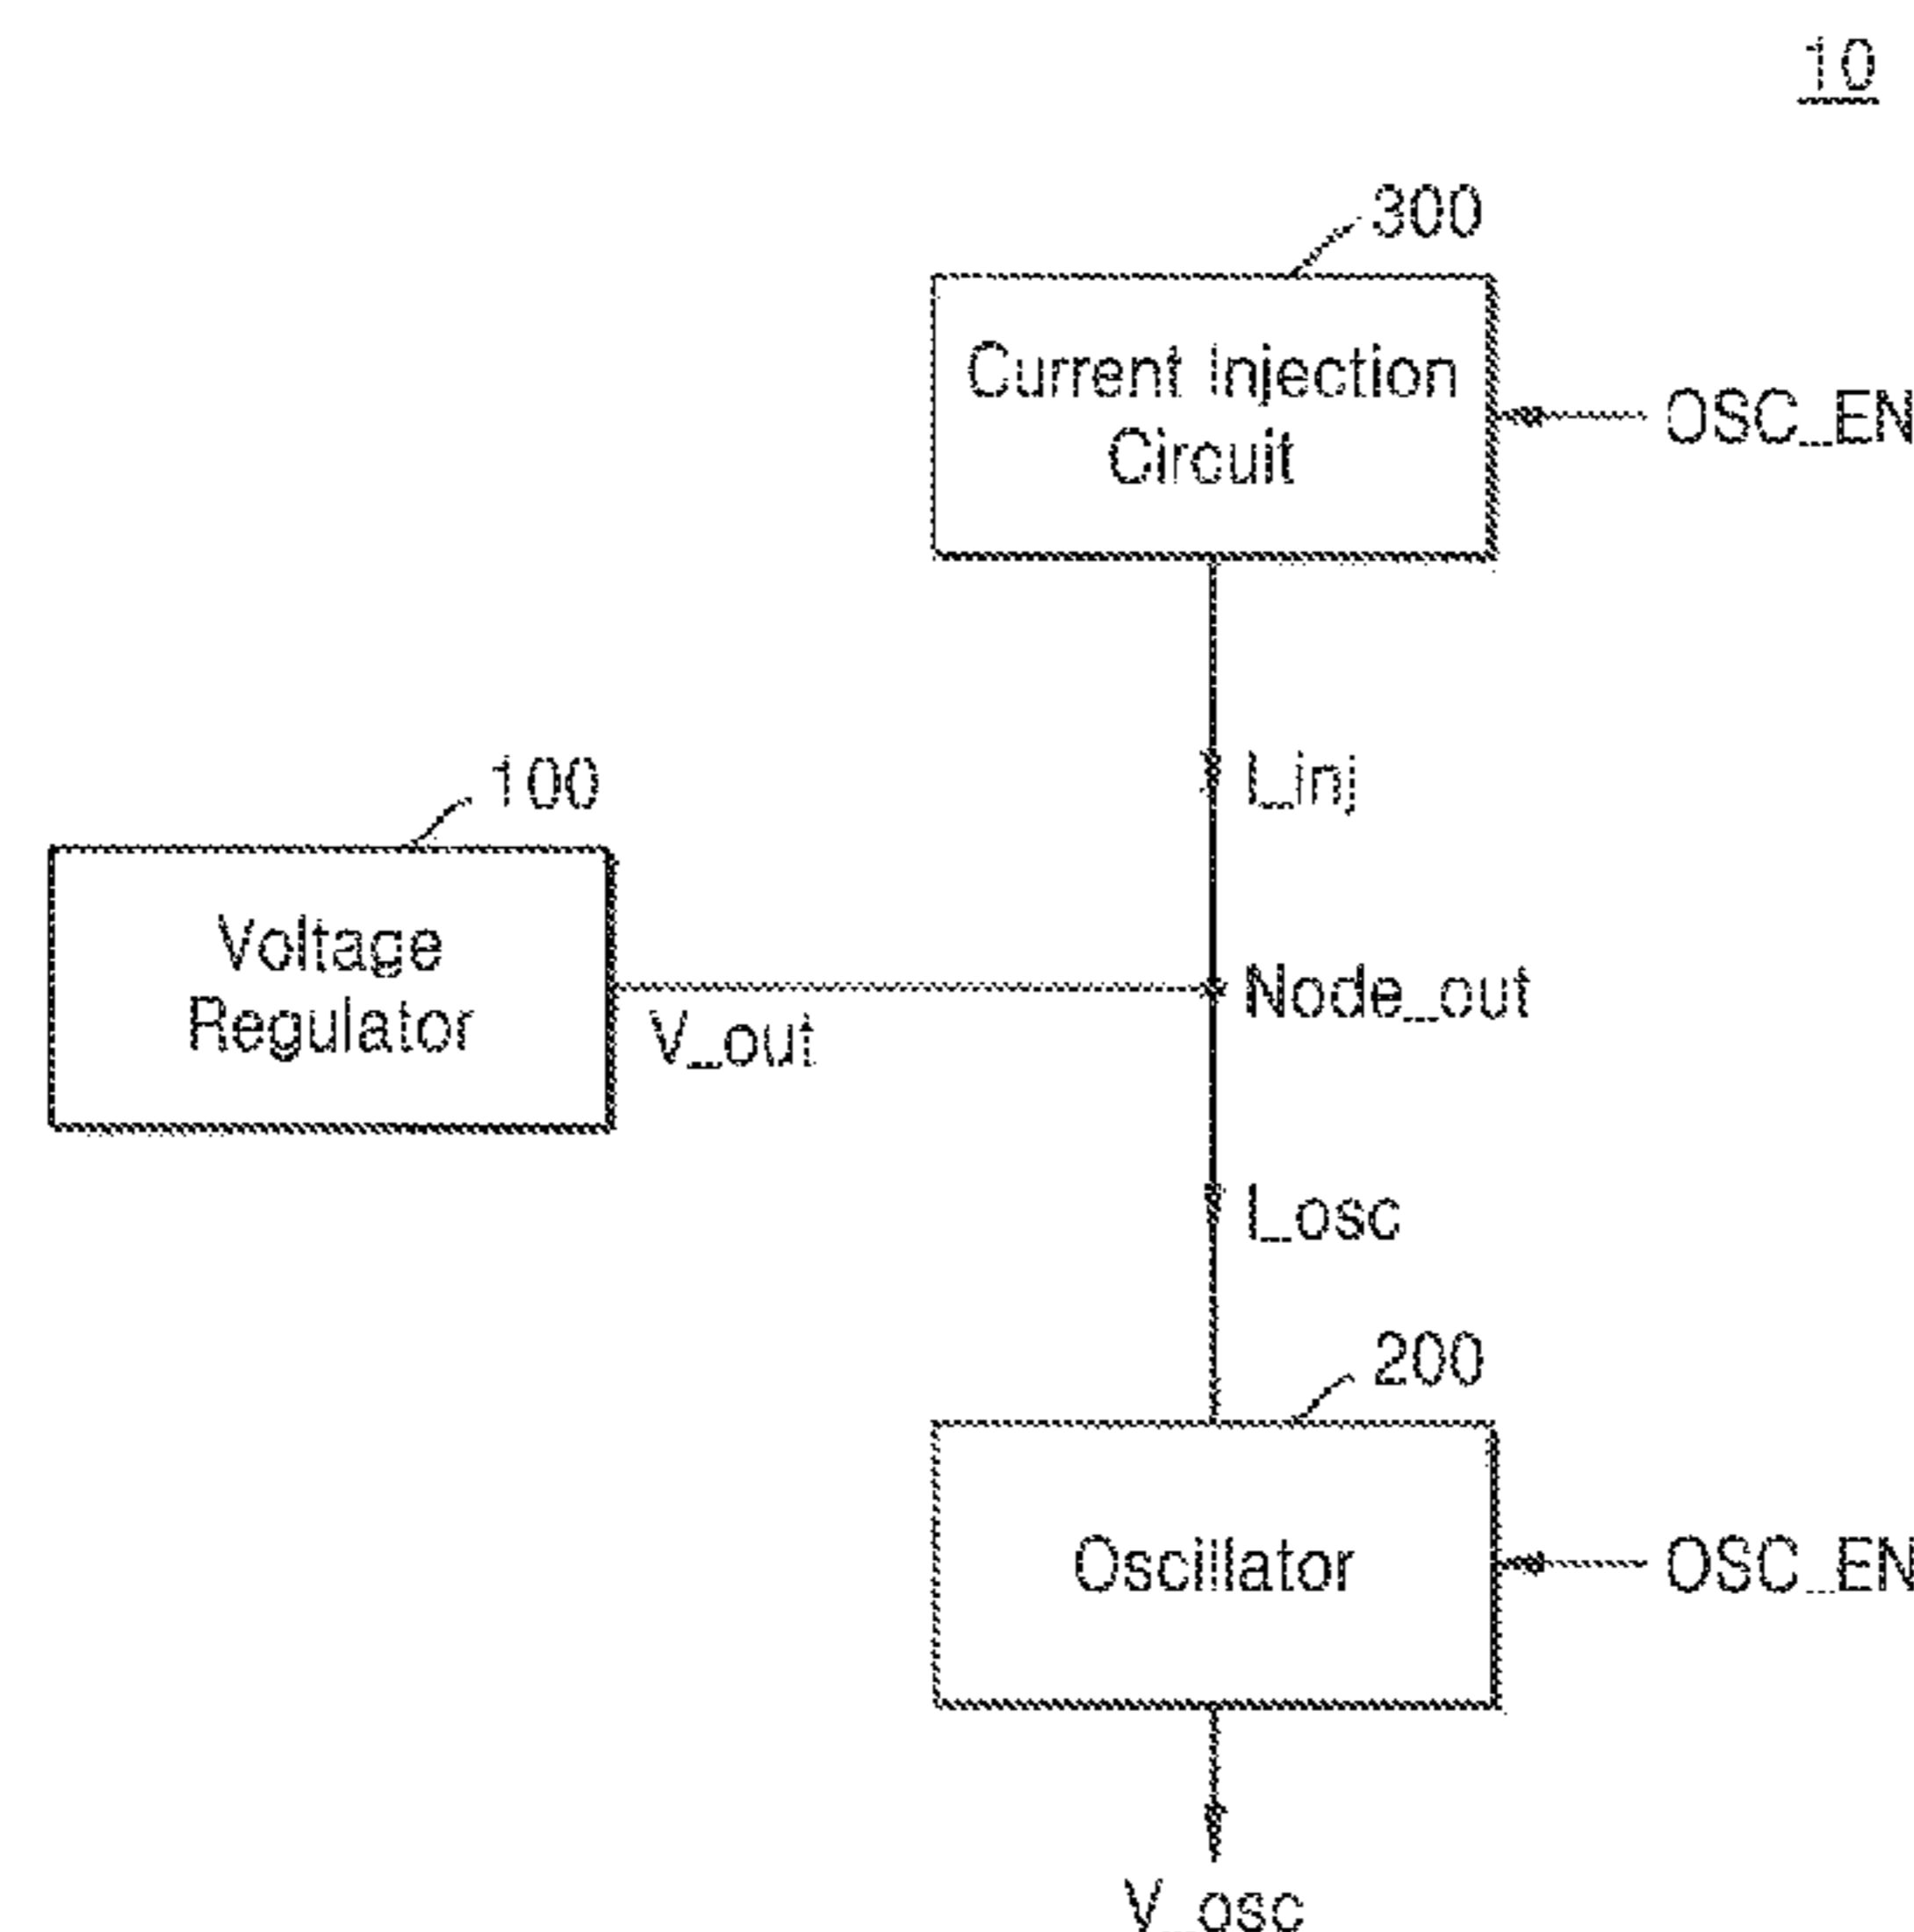 10
300
Current Injection
Circuit
OSC_EN
I_inj
100
Voltage
Regulator
V_out
Node_out
I_osc
200
Oscillator
OSC_EN
V_osc